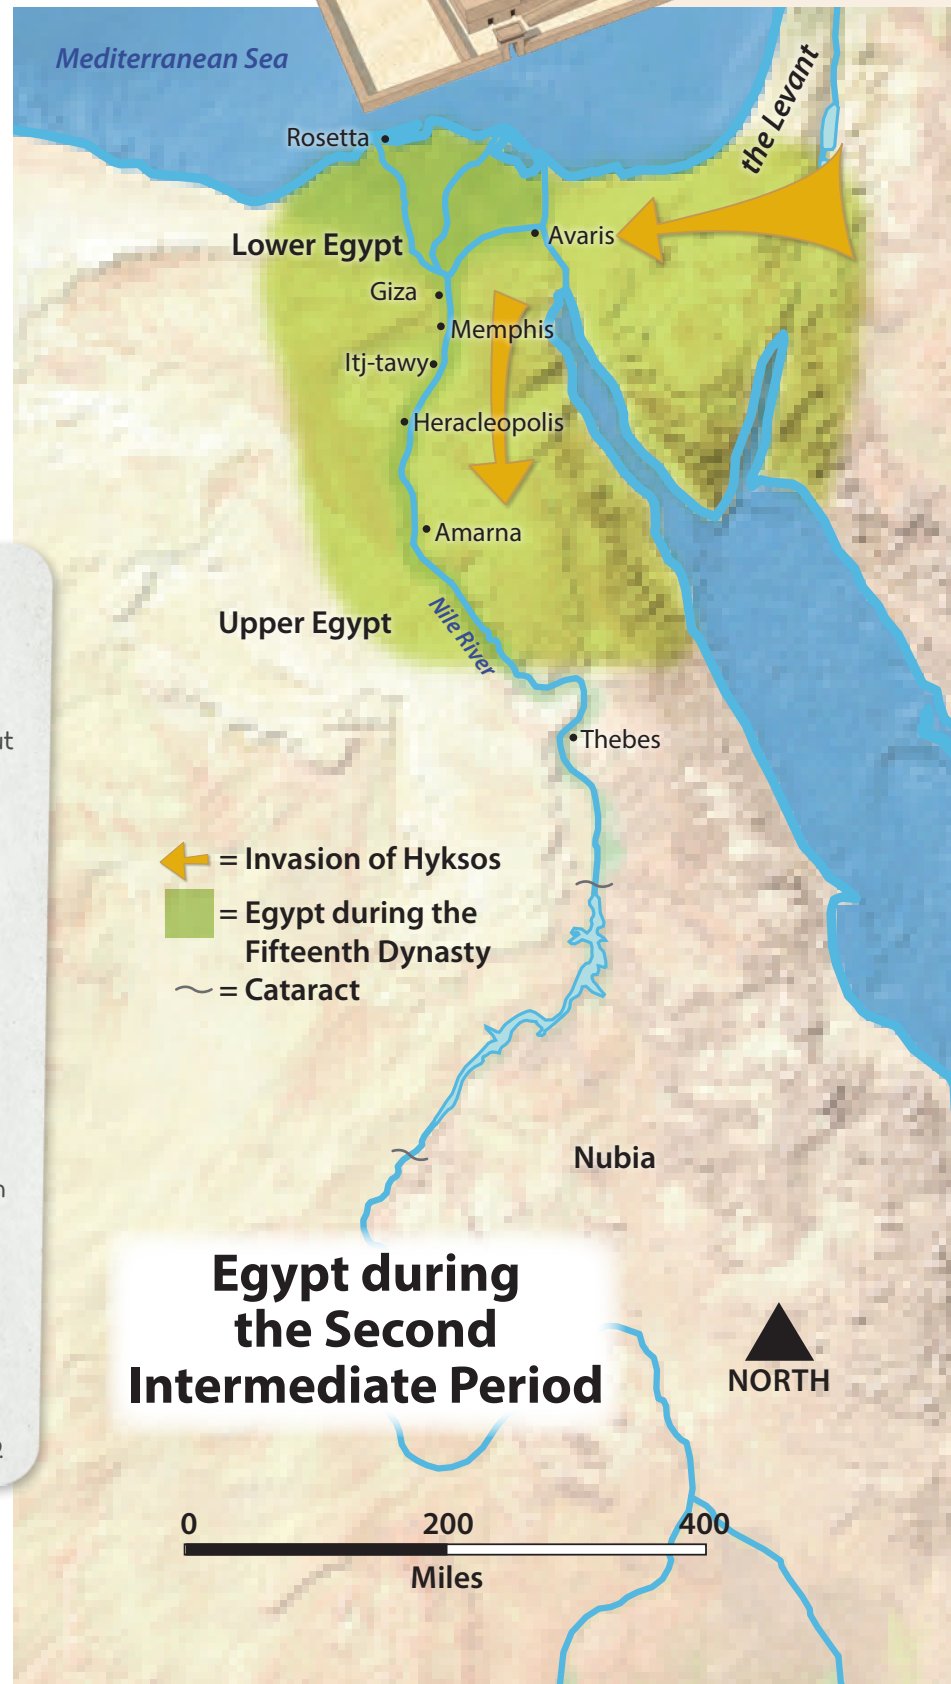 Mediterranean Sea
the Levant
Rosetta
Lower Egypt
Avaris
Giza
Memphis
Itj-tawy
Heracleopolis
Amarna
Upper Egypt
Nile River
Thebes
= Invasion of Hyksos
= Egypt during the
Fifteenth Dynasty
= Cataract
Nubia
Egypt during
the Second
Intermediate Period
NORTH
0 200 400
Miles